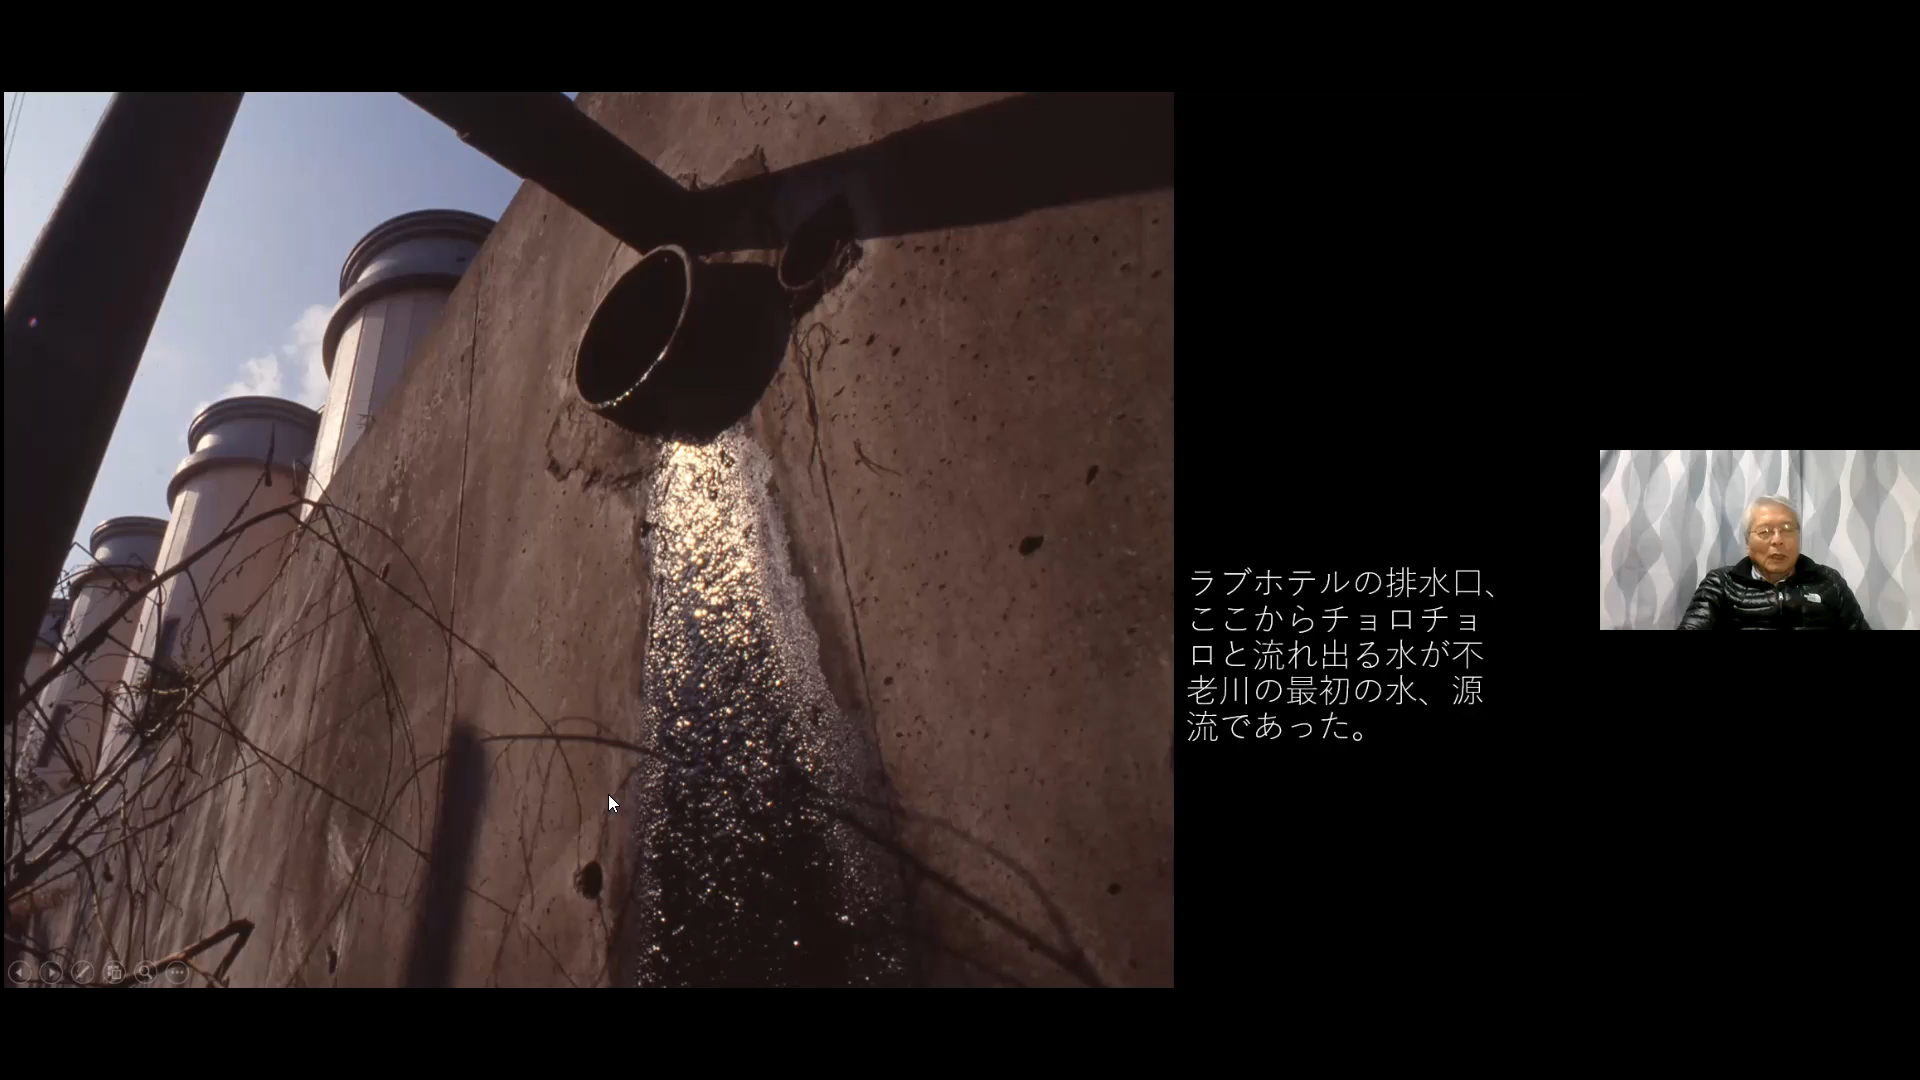 ラブホテルの排水口、
ここからチョロチョ
ロと流れ出る水が不
老川の最初の水、源
流であった。